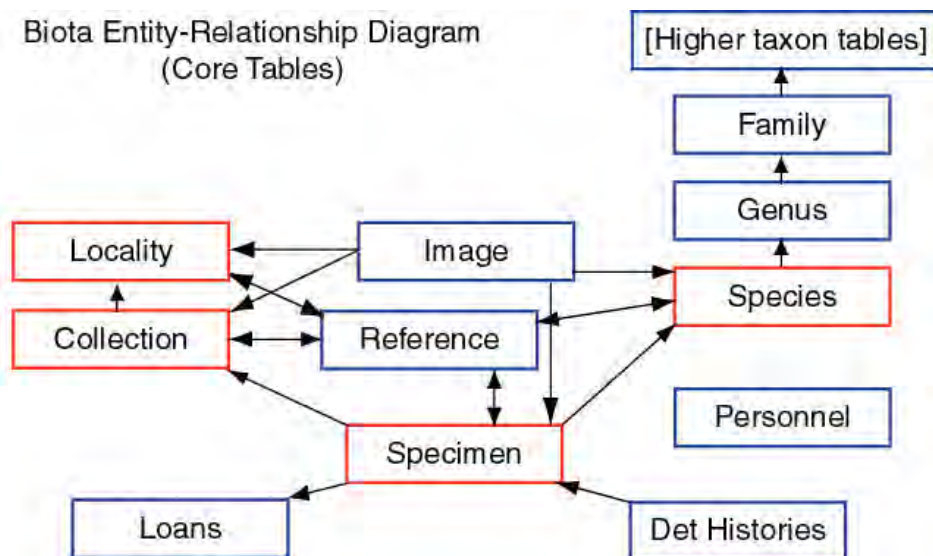 Biota Entity-Relationship Diagram
(Core Tables)
[Higher taxon tables]
Family
Genus
Locality
Image
Species
Collection
Reference
Personnel
Specimen
Loans
Det Histories